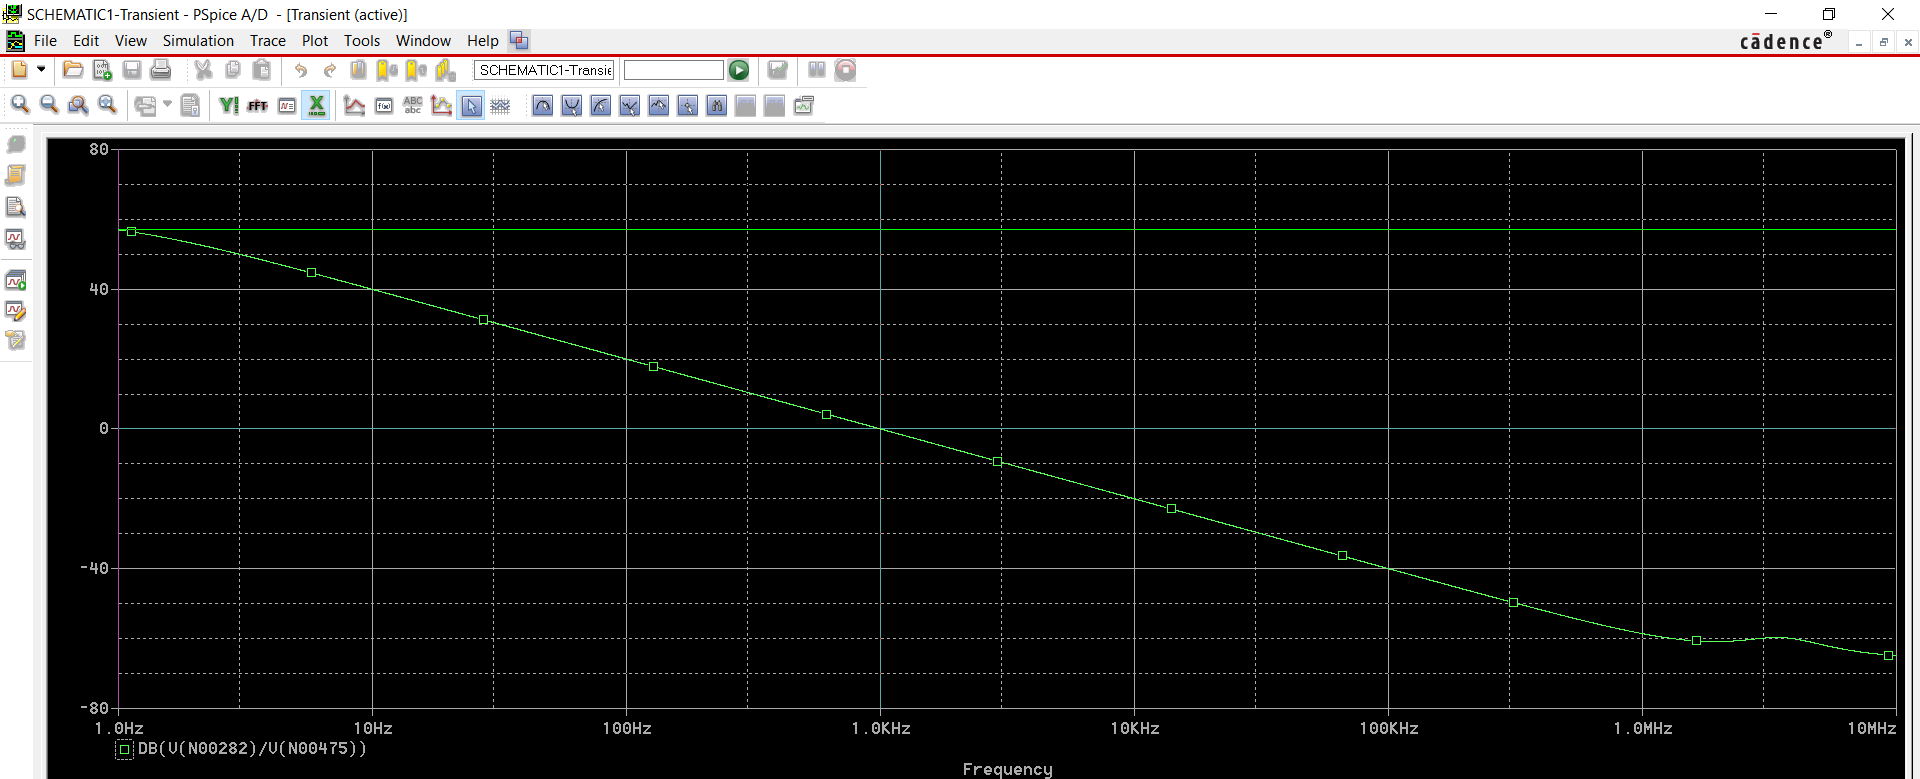 SCHEMATIC1-Transient - PSpice A/D - [Transient (active)]
File Edit View Simulation Trace Plot Tools Window Help
cādence®
SCHEMATIC1-Transie
FFT
ABC
abc
80
40
0
-40
-80
1.0Hz 10Hz 100Hz 1.0KHz 10KHz 100KHz 1.0MHz 10MHz
DB(V(N00282)/V(N00475))
Frequency